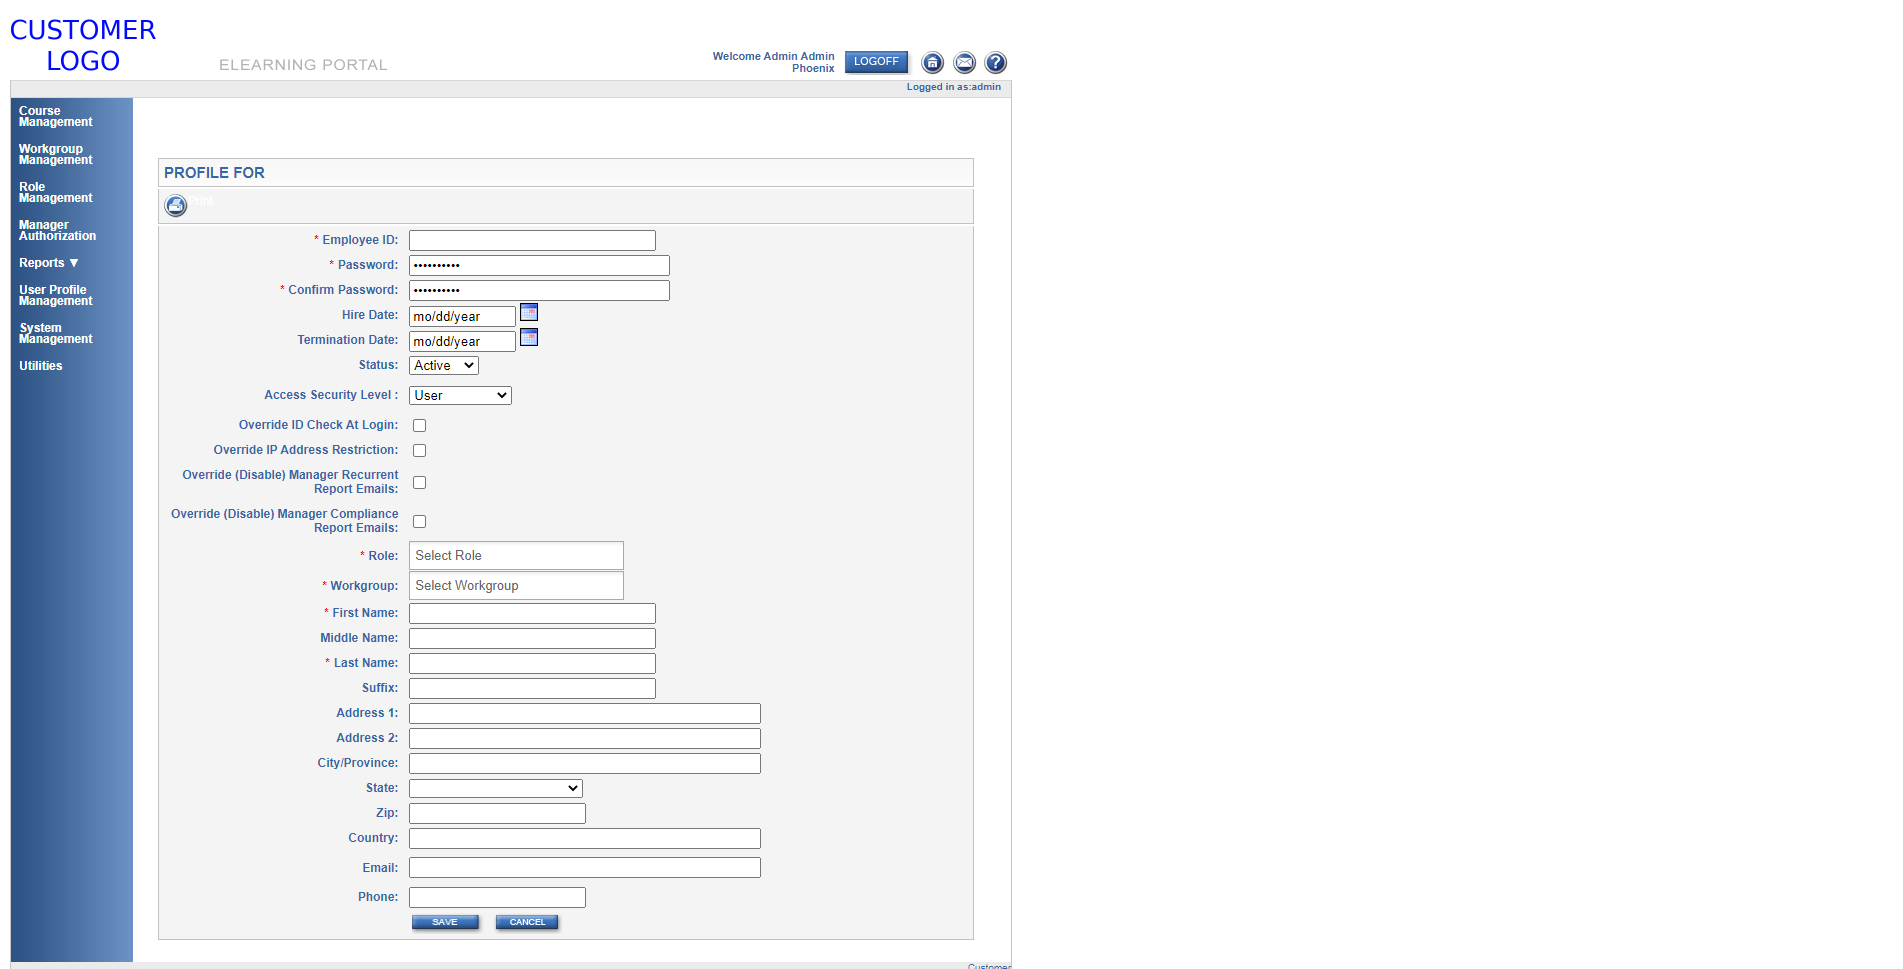 CUSTOMER
LOGO
ELEARNING PORTAL
Welcome Admin Admin
Phoenix
LOGOFF
Logged in as:admin
Course
Management
Workgroup
Management
Role
Management
Manager
Authorization
Reports ▼
User Profile
Management
System
Management
Utilities
PROFILE FOR
Print
* Employee ID:
* Password: ••••••••••
* Confirm Password: ••••••••••
Hire Date: mo/dd/year
Termination Date: mo/dd/year
Status: Active
Access Security Level : User
Override ID Check At Login:
Override IP Address Restriction:
Override (Disable) Manager Recurrent
Report Emails:
Override (Disable) Manager Compliance
Report Emails:
* Role: Select Role
* Workgroup: Select Workgroup
* First Name:
Middle Name:
* Last Name:
Suffix:
Address 1:
Address 2:
City/Province:
State:
Zip:
Country:
Email:
Phone:
SAVE CANCEL
Customer